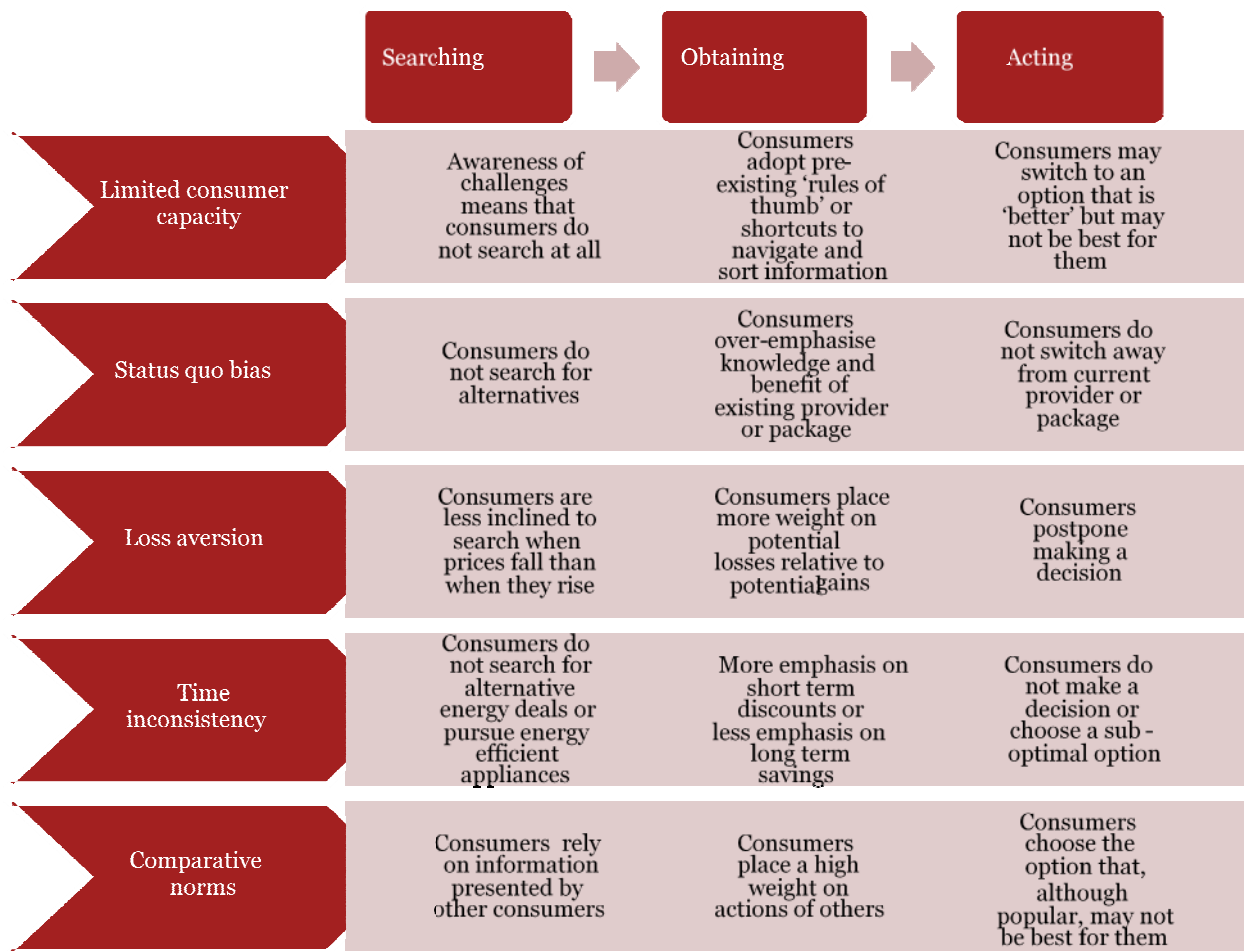 Searching
Obtaining
Acting
Limited consumer
capacity
Awareness of
challenges
means that
consumers do
not search at all
Consumers
adopt pre-
existing ‘rules of
thumb’ or
shortcuts to
navigate and
sort information
Consumers may
switch to an
option that is
‘better’ but may
not be best for
them
Status quo bias
Consumers do
not search for
alternatives
Consumers
over-emphasise
knowledge and
benefit of
existing provider
or package
Consumers do
not switch away
from current
provider or
package
Loss aversion
Consumers are
less inclined to
search when
prices fall than
when they rise
Consumers place
more weight on
potential
losses relative to
potential gains
Consumers
postpone
making a
decision
Time
inconsistency
Consumers do
not search for
alternative
energy deals or
pursue energy
efficient
appliances
More emphasis on
short term
discounts or
less emphasis on
long term
savings
Consumers do
not make a
decision or
choose a sub -
optimal option
Comparative
norms
Consumers rely
on information
presented by
other consumers
Consumers
place a high
weight on
actions of others
Consumers
choose the
option that,
although
popular, may not
be best for them